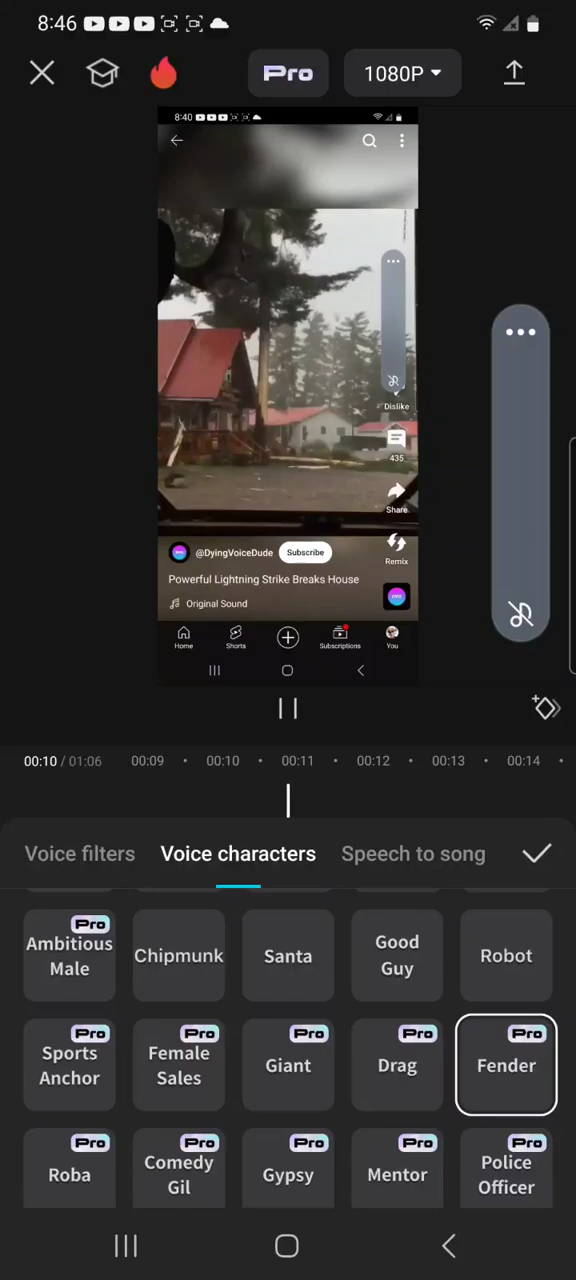 8:46
Pro
1080P
8:40
Dislike
435
Share
Remix
@DyingVoiceDude
Subscribe
Powerful Lightning Strike Breaks House
Original Sound
Home
Shorts
Subscriptions
You
00:10 / 01:06
00:09
00:10
00:11
00:12
00:13
00:14
Voice filters
Voice characters
Speech to song
Pro
Ambitious
Male
Chipmunk
Santa
Good
Guy
Robot
Pro
Sports
Anchor
Pro
Female
Sales
Pro
Giant
Pro
Drag
Pro
Fender
Pro
Roba
Pro
Comedy
Gil
Pro
Gypsy
Pro
Mentor
Pro
Police
Officer